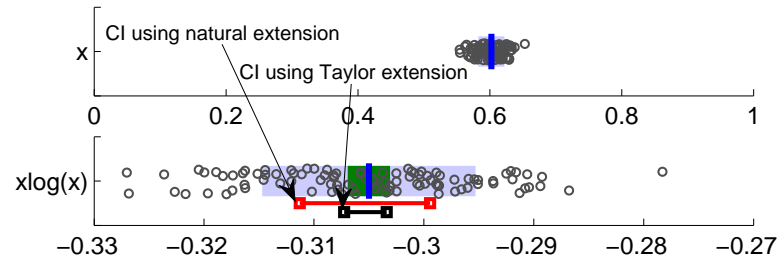 CI using natural extension
x
CI using Taylor extension
0 0.2 0.4 0.6 0.8 1
xlog(x)
−0.33 −0.32 −0.31 −0.3 −0.29 −0.28 −0.27